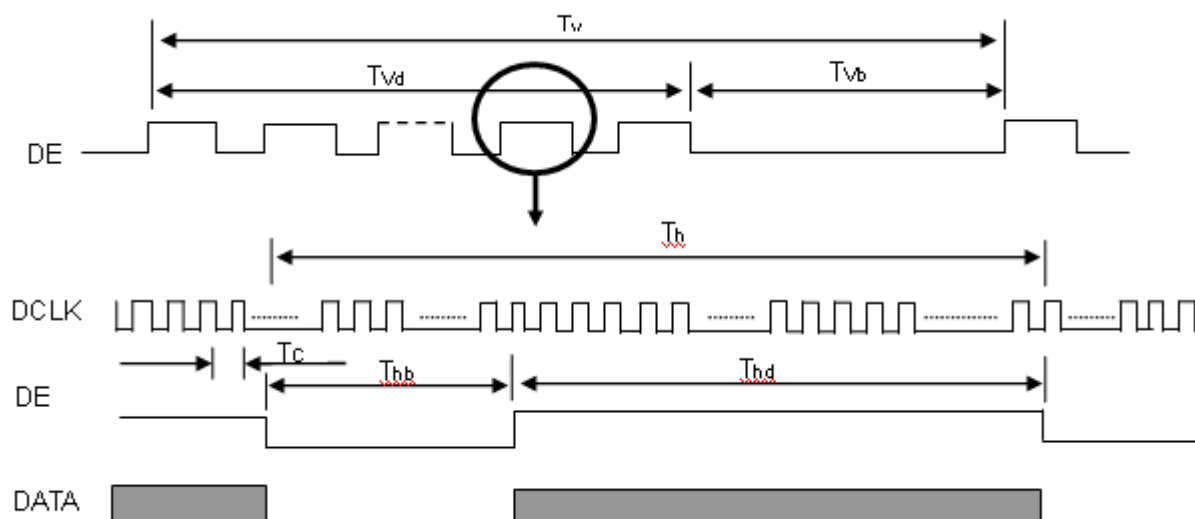 Tv
Tvd
Tvb
DE
Th
DCLK
Tc
Thb
Thd
DE
DATA